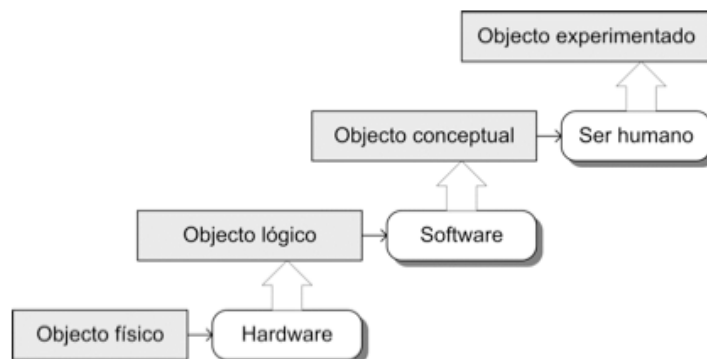 Objecto experimentado
Objecto conceptual
Ser humano
Objecto lógico
Software
Objecto físico
Hardware